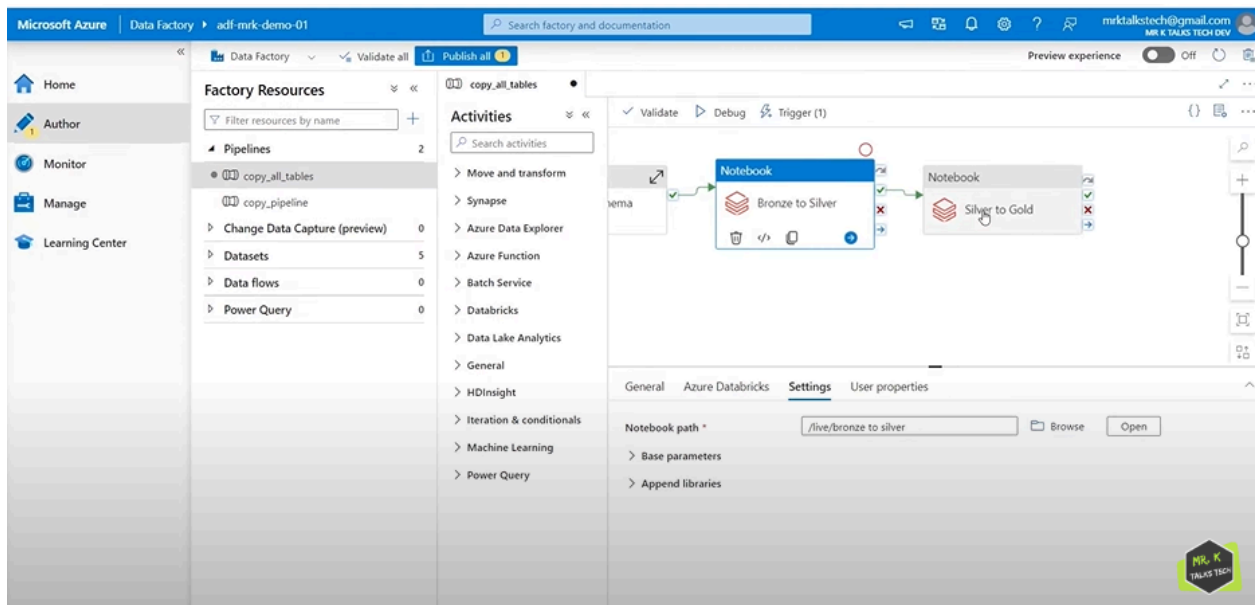 Microsoft Azure
Data Factory
adf-mrk-demo-01
Search factory and documentation
mrktalkstech@gmail.com
MR K TALKS TECH DEV
Data Factory
Validate all
Publish all 1
Preview experience
Off
Home
Author
1
Monitor
Manage
Learning Center
Factory Resources
Filter resources by name
Pipelines 2
copy_all_tables
copy_pipeline
Change Data Capture (preview) 0
Datasets 5
Data flows 0
Power Query 0
copy_all_tables
Activities
Search activities
Move and transform
Synapse
Azure Data Explorer
Azure Function
Batch Service
Databricks
Data Lake Analytics
General
HDInsight
Iteration & conditionals
Machine Learning
Power Query
Validate
Debug
Trigger (1)
{}
hema
Notebook
Bronze to Silver
Notebook
Silver to Gold
General
Azure Databricks
Settings
User properties
Notebook path *
/live/bronze to silver
Browse
Open
Base parameters
Append libraries
MR. K
TALKS TECH